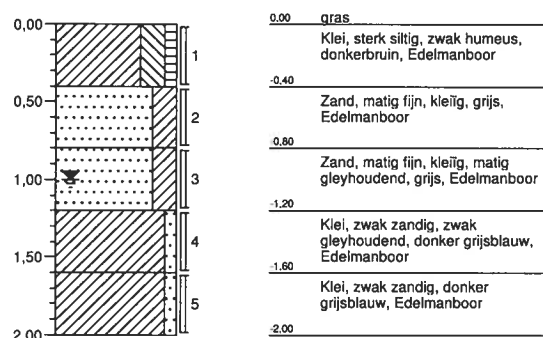 0,00
0,50
1,00
1,50
2,00
1
2
3
4
5
0.00 gras
Klei, sterk siltig, zwak humeus,
donkerbruin, Edelmanboor
-0.40
Zand, matig fijn, kleiïg, grijs,
Edelmanboor
-0.80
Zand, matig fijn, kleiïg, matig
gleyhoudend, grijs, Edelmanboor
-1.20
Klei, zwak zandig, zwak
gleyhoudend, donker grijsblauw,
Edelmanboor
-1.60
Klei, zwak zandig, donker
grijsblauw, Edelmanboor
-2.00